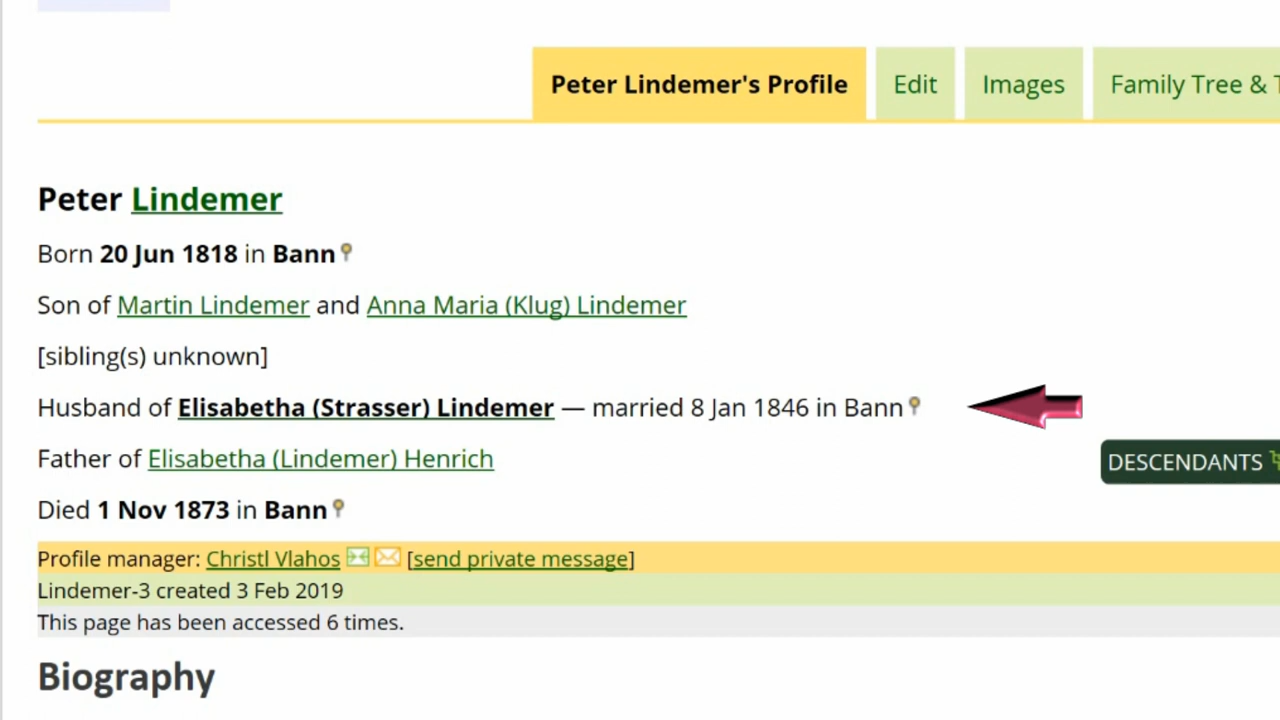 Peter Lindemer's Profile Edit Images Family Tree &
Peter Lindemer
Born 20 Jun 1818 in Bann
Son of Martin Lindemer and Anna Maria (Klug) Lindemer
[sibling(s) unknown]
Husband of Elisabetha (Strasser) Lindemer — married 8 Jan 1846 in Bann
Father of Elisabetha (Lindemer) Henrich
DESCENDANTS
Died 1 Nov 1873 in Bann
Profile manager: Christl Vlahos [send private message]
Lindemer-3 created 3 Feb 2019
This page has been accessed 6 times.
Biography